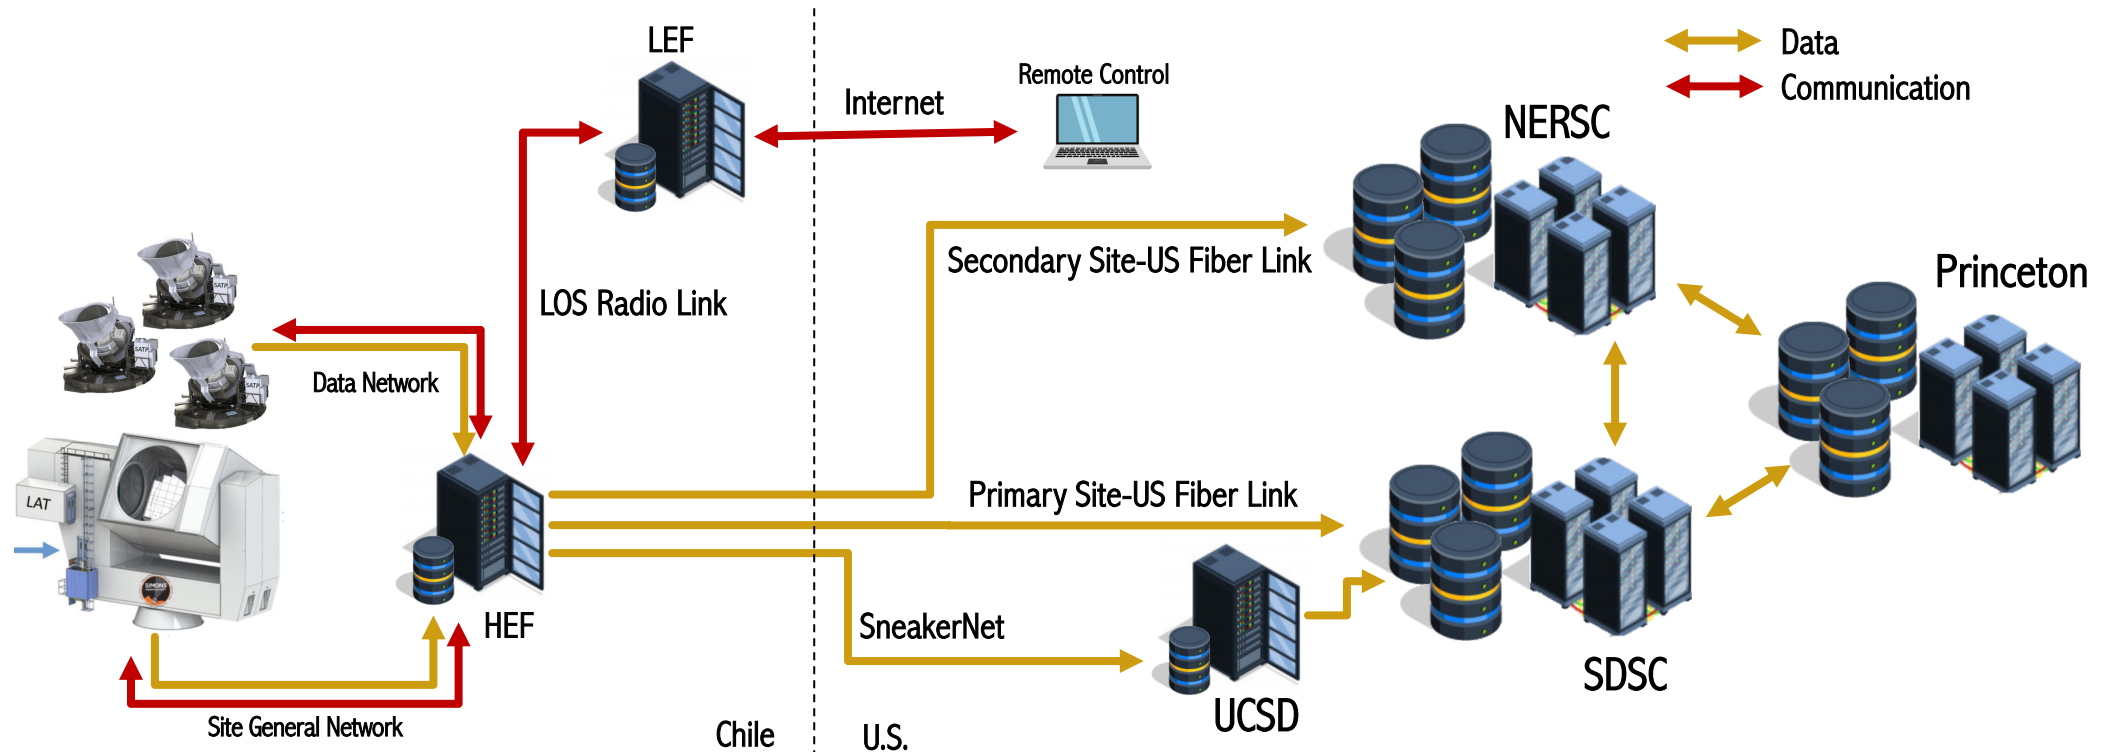 LEF
Internet
Remote Control
Data
Communication
NERSC
Secondary Site-US Fiber Link
Princeton
LOS Radio Link
SATP
SATP
SATP
Data Network
LAT
SIMONS
Primary Site-US Fiber Link
HEF
SneakerNet
UCSD
SDSC
Site General Network
Chile
U.S.